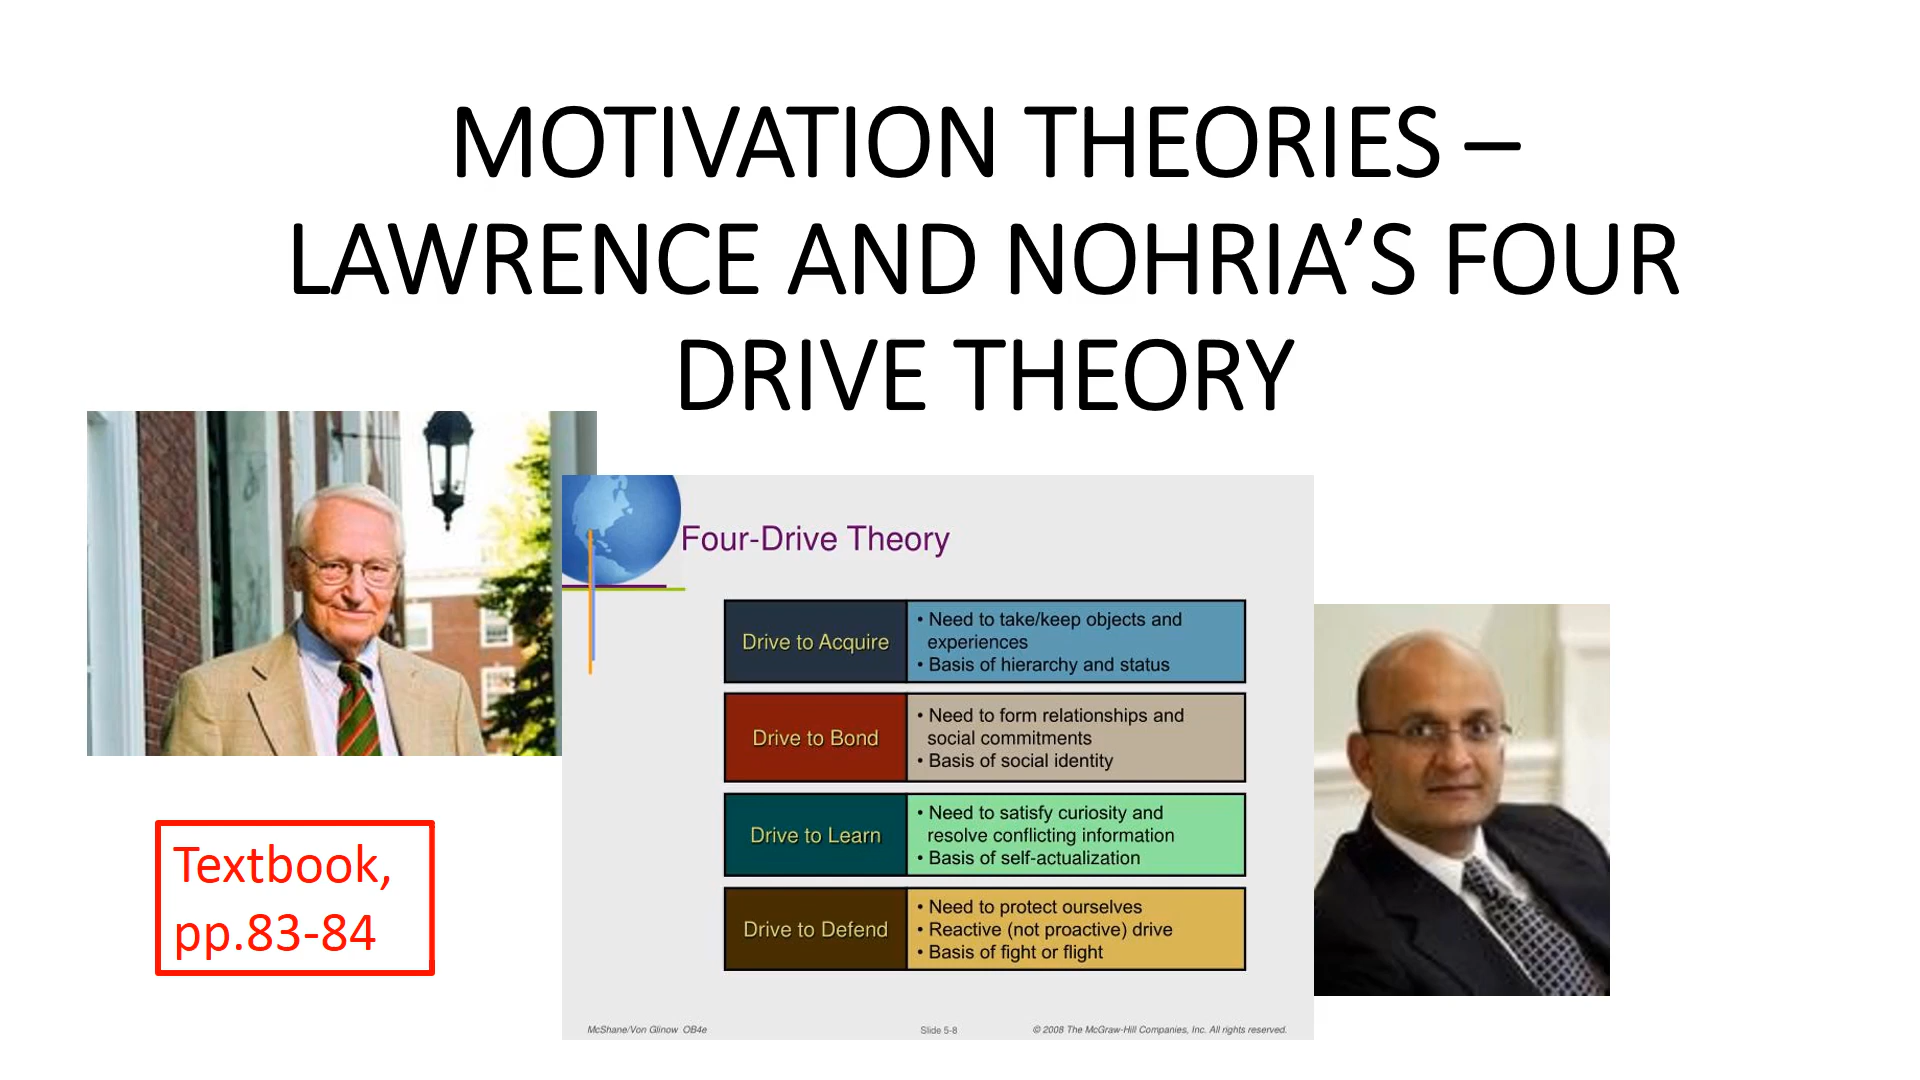 MOTIVATION THEORIES –
LAWRENCE AND NOHRIA’S FOUR
DRIVE THEORY
Four-Drive Theory
Drive to Acquire
• Need to take/keep objects and
experiences
• Basis of hierarchy and status
Drive to Bond
• Need to form relationships and
social commitments
• Basis of social identity
Drive to Learn
• Need to satisfy curiosity and
resolve conflicting information
• Basis of self-actualization
Drive to Defend
• Need to protect ourselves
• Reactive (not proactive) drive
• Basis of fight or flight
McShane/Von Glinow OB4e
Slide 5-8
© 2008 The McGraw-Hill Companies, Inc. All rights reserved.
Textbook,
pp.83-84